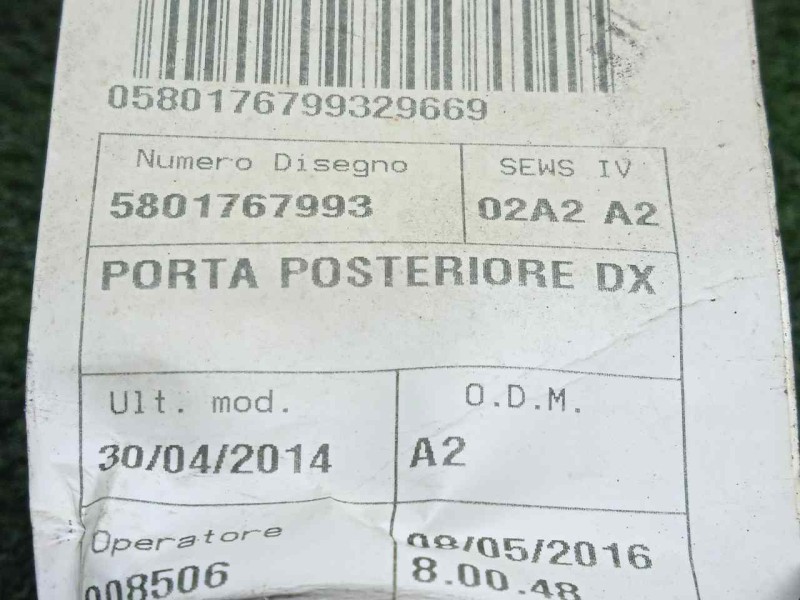 0580176799329669
Numero Disegno SEWS IV
5801767993 02A2 A2
PORTA POSTERIORE DX
Ult. mod. O.D.M.
30/04/2014 A2
Operatore 08/05/2016
008506 8.00.48